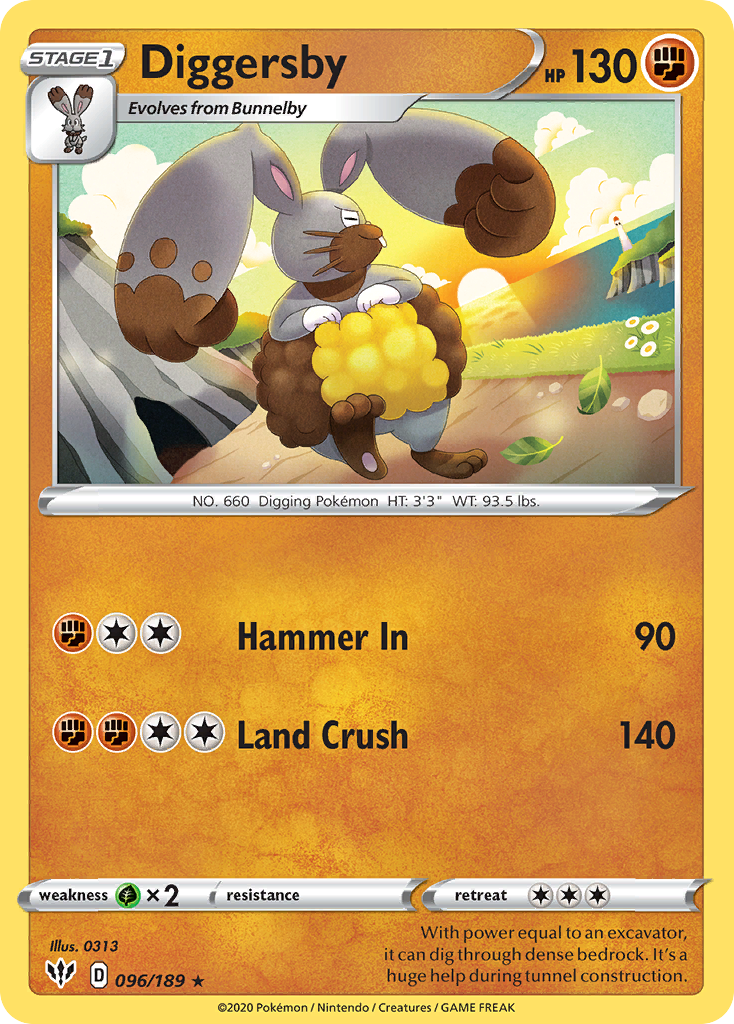 STAGE 1
Diggersby
HP 130
Evolves from Bunnelby
NO. 660 Digging Pokémon HT: 3'3" WT: 93.5 lbs.
Hammer In 90
Land Crush 140
weakness ×2 resistance retreat
Illus. 0313
With power equal to an excavator,
it can dig through dense bedrock. It's a
huge help during tunnel construction.
D 096/189 ★
©2020 Pokémon / Nintendo / Creatures / GAME FREAK